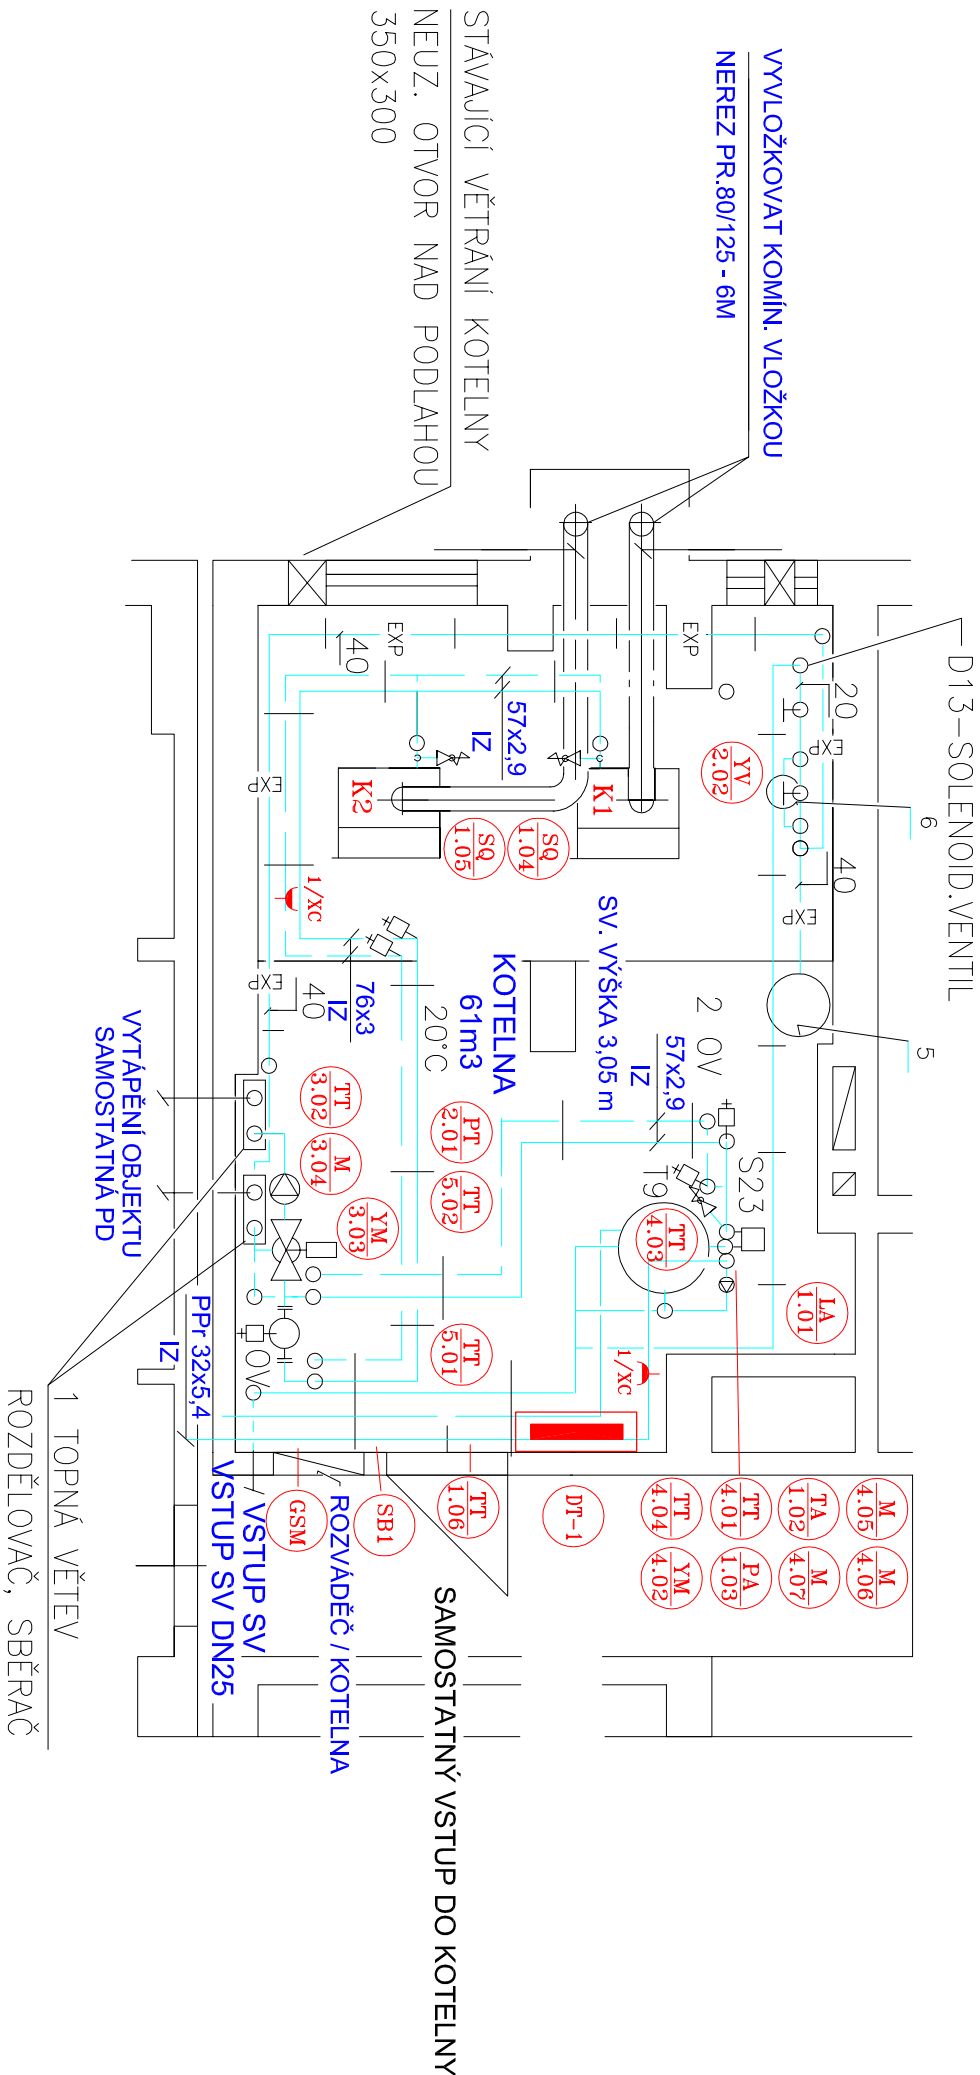 VYVLOŽKOVAT KOMÍN. VLOŽKOU
NEREZ PR.80/125 - 6M
STÁVAJÍCÍ VĚTRÁNÍ KOTELNY
NEUZ. OTVOR NAD PODLAHOU
350x300
D13-SOLENOID.VENTIL
6
5
20
EXP
40
EXP
EXP
EXP
40
EXP
EXP
40
57x2,9
IZ
YV
2.02
K1
K2
SQ
1.04
SQ
1.05
1/XC
76x3
IZ
SV. VÝŠKA 3,05 m
KOTELNA
61m3
20°C
2 OV
57x2,9
IZ
S23
T9
TT
4.03
LA
1.01
PT
2.01
TT
5.02
TT
3.02
M
3.04
YM
3.03
TT
5.01
1/XC
OV
VYTÁPĚNÍ OBJEKTU
SAMOSTATNÁ PD
PPr 32x5,4
IZ
1 TOPNÁ VĚTEV
ROZDĚLOVAČ, SBĚRAČ
M
4.05
M
4.06
TA
1.02
M
4.07
TT
4.01
PA
1.03
TT
4.04
YM
4.02
DT-1
TT
1.06
SB1
GSM
SAMOSTATNÝ VSTUP DO KOTELNY
ROZVÁDĚČ / KOTELNA
VSTUP SV
VSTUP SV DN25